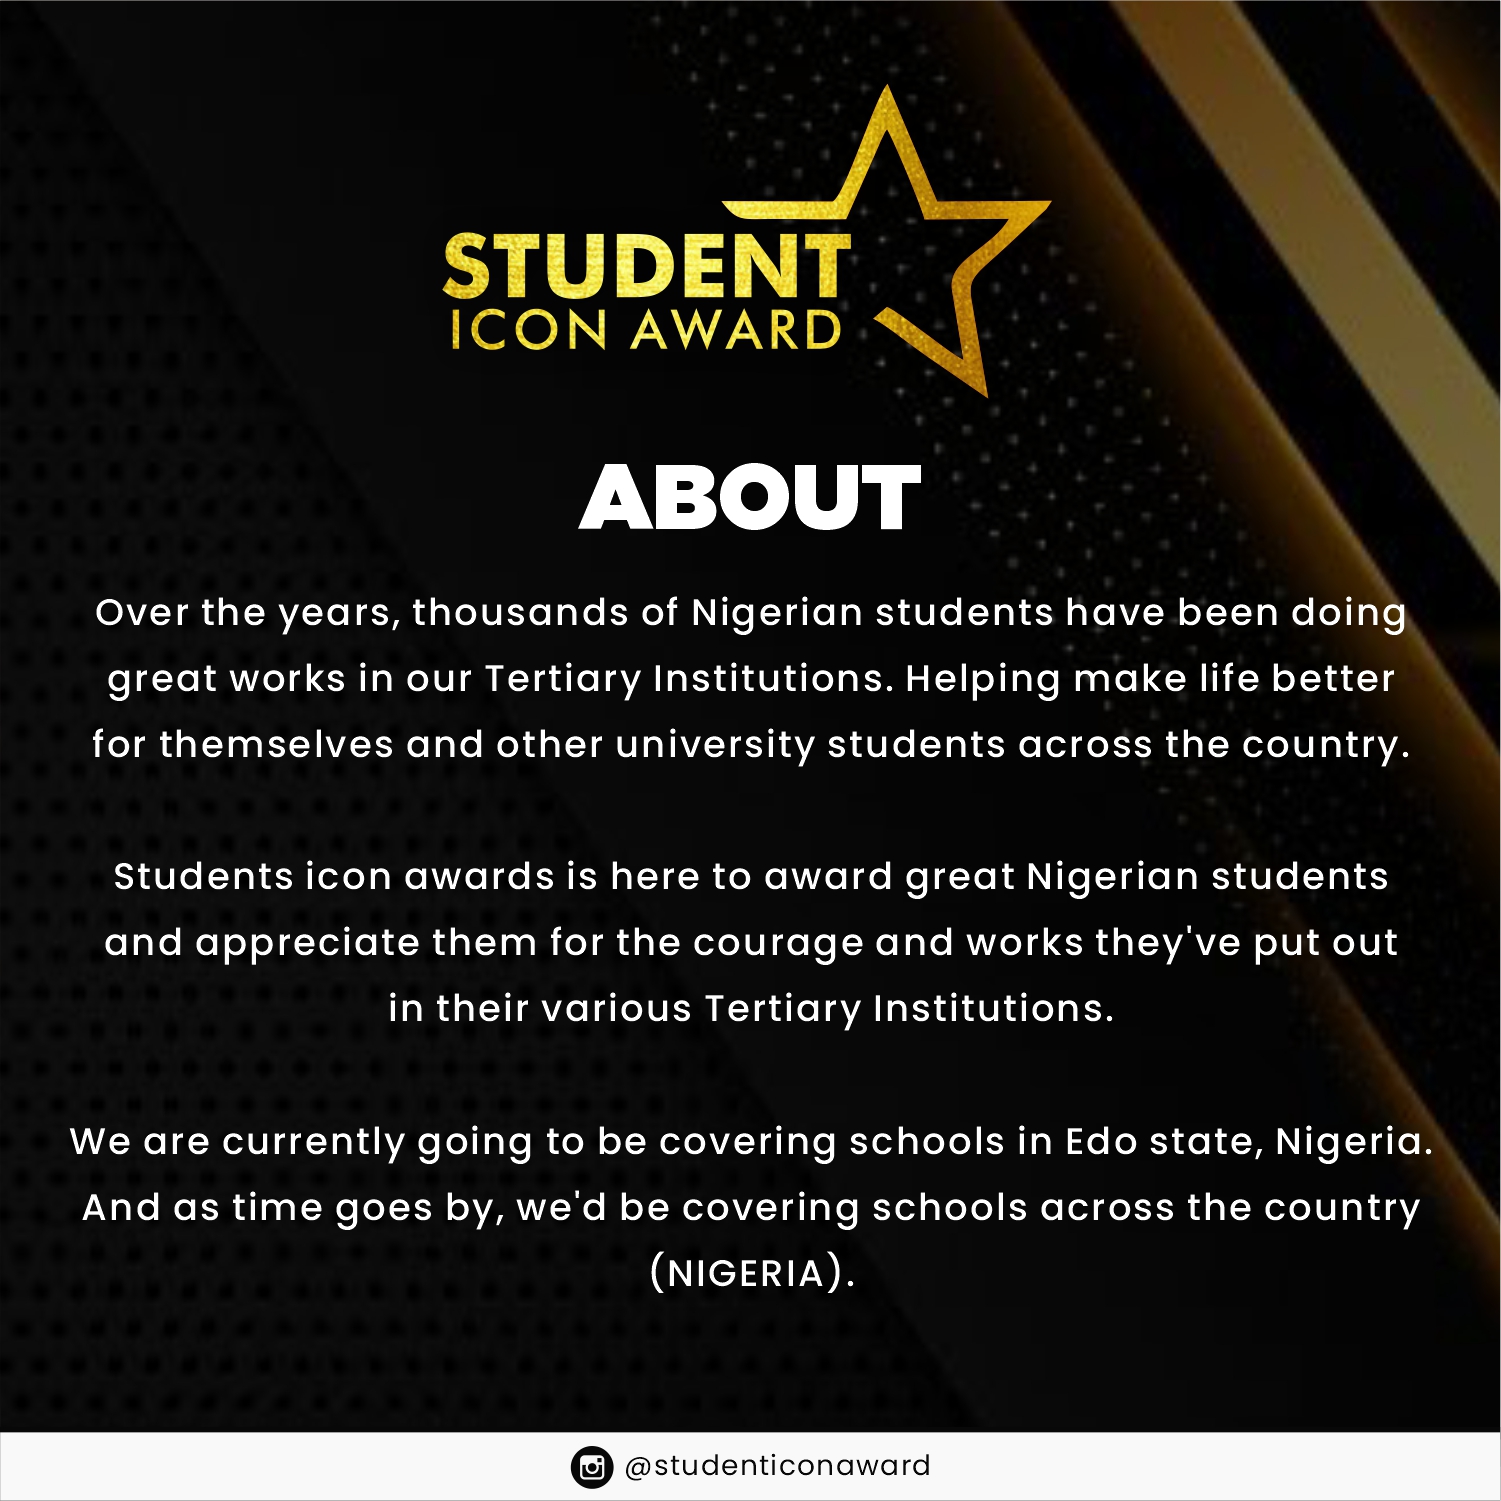 STUDENT
ICON AWARD
ABOUT
Over the years, thousands of Nigerian students have been doing
great works in our Tertiary Institutions. Helping make life better
for themselves and other university students across the country.
Students icon awards is here to award great Nigerian students
and appreciate them for the courage and works they've put out
in their various Tertiary Institutions.
We are currently going to be covering schools in Edo state, Nigeria.
And as time goes by, we'd be covering schools across the country
(NIGERIA).
@studenticonaward